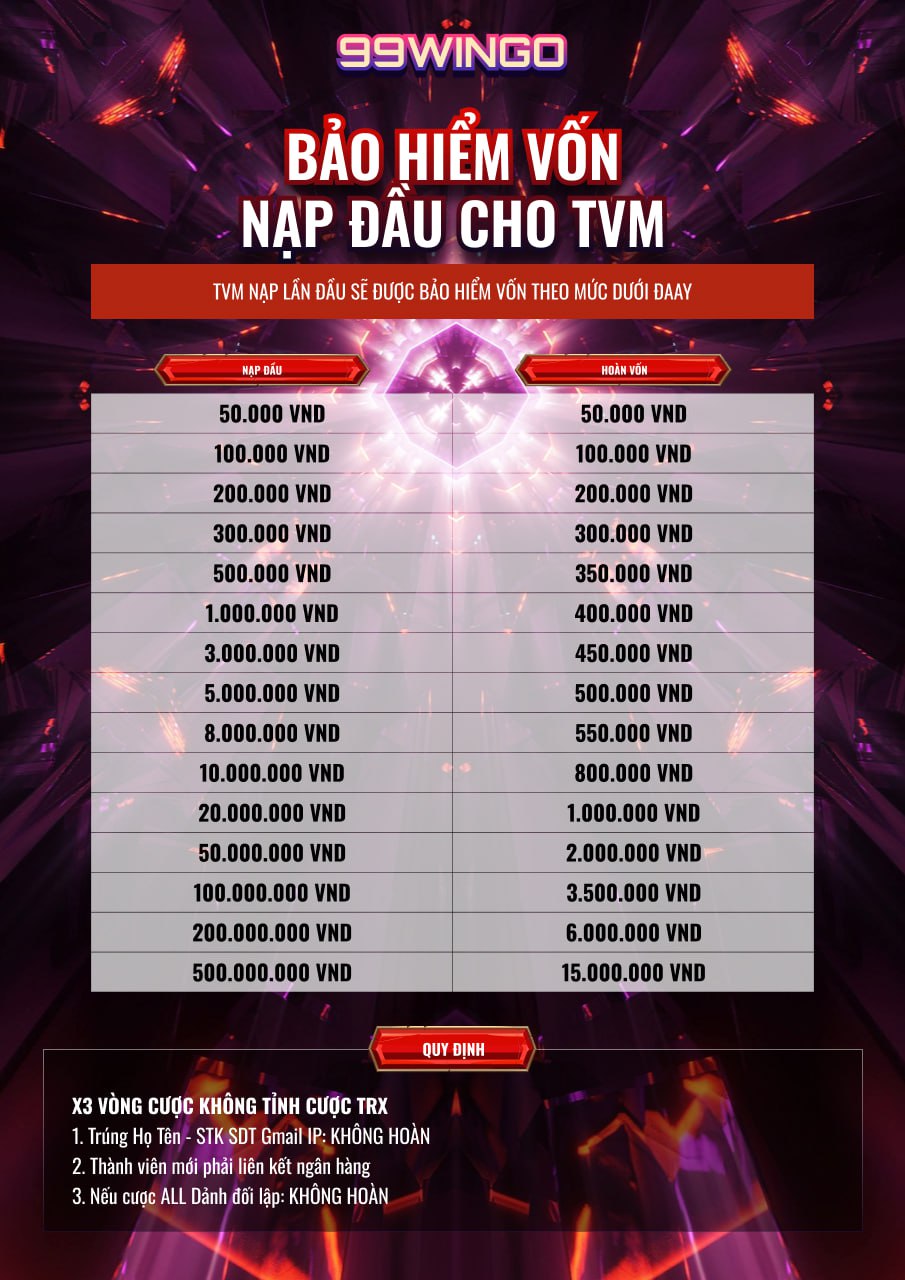 99WINGO
BẢO HIỂM VỐN
NẠP ĐẦU CHO TVM
TVM NẠP LẦN ĐẦU SẼ ĐƯỢC BẢO HIỂM VỐN THEO MỨC DƯỚI ĐAAY
NẠP ĐẦU HOÀN VỐN
50.000 VND 50.000 VND
100.000 VND 100.000 VND
200.000 VND 200.000 VND
300.000 VND 300.000 VND
500.000 VND 350.000 VND
1.000.000 VND 400.000 VND
3.000.000 VND 450.000 VND
5.000.000 VND 500.000 VND
8.000.000 VND 550.000 VND
10.000.000 VND 800.000 VND
20.000.000 VND 1.000.000 VND
50.000.000 VND 2.000.000 VND
100.000.000 VND 3.500.000 VND
200.000.000 VND 6.000.000 VND
500.000.000 VND 15.000.000 VND
QUY ĐỊNH
X3 VÒNG CƯỢC KHÔNG TỈNH CƯỢC TRX
1. Trúng Họ Tên - STK SDT Gmail IP: KHÔNG HOÀN
2. Thành viên mới phải liên kết ngân hàng
3. Nếu cược ALL Dảnh đối lập: KHÔNG HOÀN